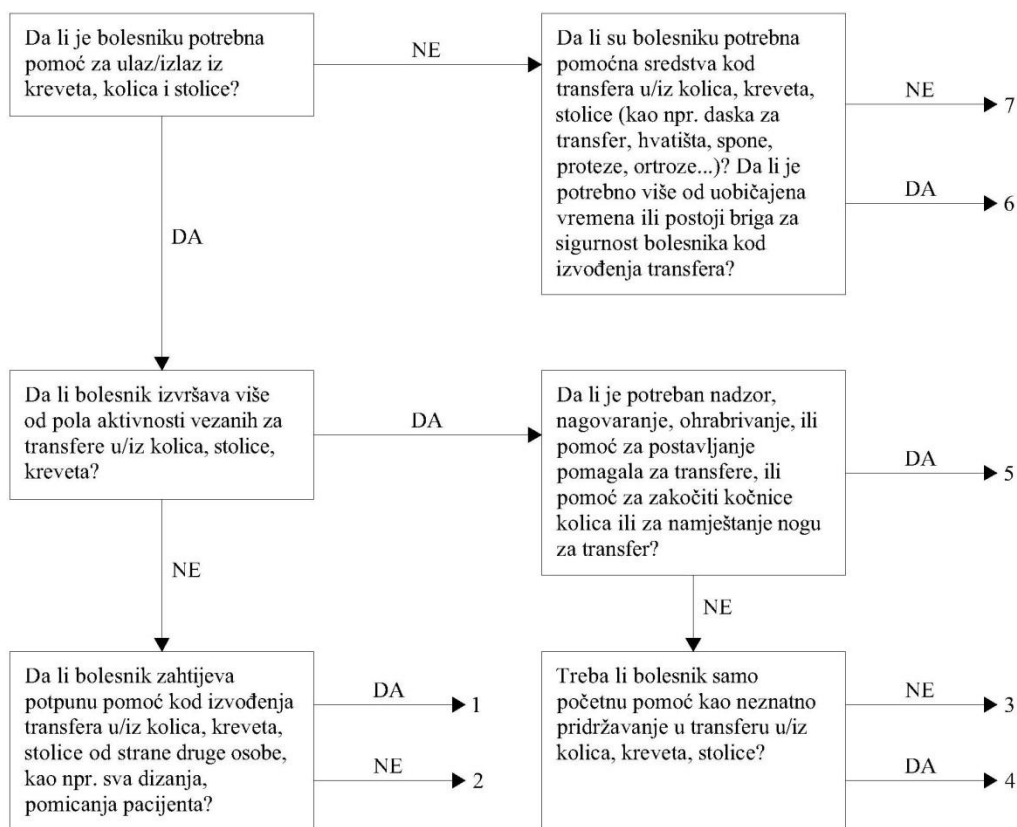 Da li je bolesniku potrebna
pomoć za ulaz/izlaz iz
kreveta, kolica i stolice?
NE
Da li su bolesniku potrebna
pomoćna sredstva kod
transfera u/iz kolica, kreveta,
stolice (kao npr. daska za
transfer, hvatišta, spone,
proteze, ortroze...)? Da li je
potrebno više od uobičajena
vremena ili postoji briga za
sigurnost bolesnika kod
izvođenja transfera?
NE
7
DA
6
DA
Da li bolesnik izvršava više
od pola aktivnosti vezanih za
transfere u/iz kolica, stolice,
kreveta?
DA
Da li je potreban nadzor,
nagovaranje, ohrabrivanje, ili
pomoć za postavljanje
pomagala za transfere, ili
pomoć za zakočiti kočnice
kolica ili za namještanje nogu
za transfer?
DA
5
NE
NE
Da li bolesnik zahtijeva
potpunu pomoć kod izvođenja
transfera u/iz kolica, kreveta,
stolice od strane druge osobe,
kao npr. sva dizanja,
pomicanja pacijenta?
DA
1
NE
2
Treba li bolesnik samo
početnu pomoć kao neznatno
pridržavanje u transferu u/iz
kolica, kreveta, stolice?
NE
3
DA
4